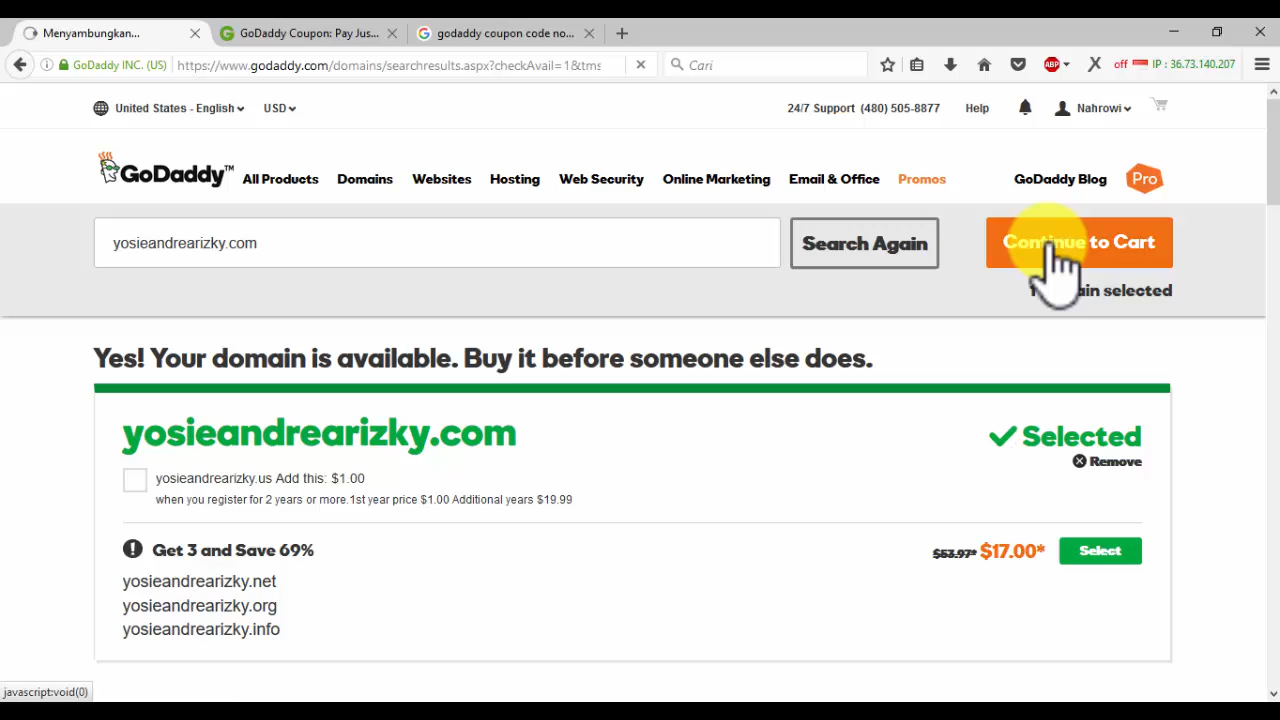 Menyambungkan...
GoDaddy Coupon: Pay Jus...
godaddy coupon code no...
GoDaddy INC. (US)
https://www.godaddy.com/domains/searchresults.aspx?checkAvail=1&tms
Cari
ABP
off
IP : 36.73.140.207
United States - English
USD
24/7 Support (480) 505-8877
Help
Nahrowi
GoDaddy™
All Products
Domains
Websites
Hosting
Web Security
Online Marketing
Email & Office
Promos
GoDaddy Blog
Pro
yosieandrearizky.com
Search Again
Continue to Cart
selected
Yes! Your domain is available. Buy it before someone else does.
yosieandrearizky.com
Selected
Remove
yosieandrearizky.us Add this: $1.00
when you register for 2 years or more.1st year price $1.00 Additional years $19.99
Get 3 and Save 69%
$53.97* $17.00*
Select
yosieandrearizky.net
yosieandrearizky.org
yosieandrearizky.info
javascript:void(0)